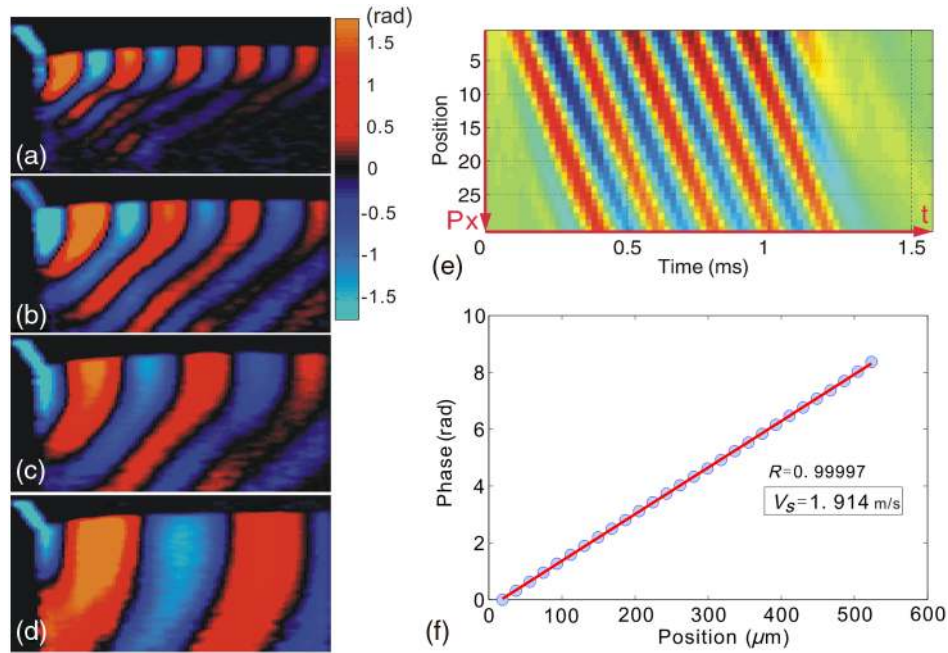 (rad)
1.5
1
0.5
0
-0.5
-1
-1.5
(a)
(b)
(c)
(d)
Position
5
10
15
20
25
Px
t
0
0.5
1
1.5
Time (ms)
(e)
Phase (rad)
10
8
6
4
2
0
R=0.99997
Vs=1.914 m/s
0
100
200
300
400
500
600
Position (μm)
(f)